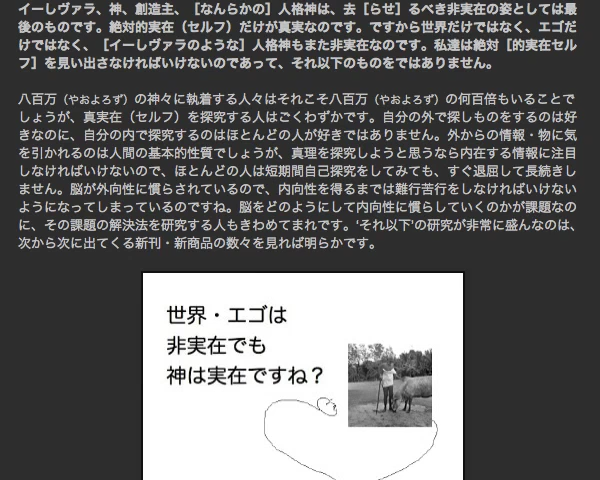 イーしヴァラ、神、創造主、［なんらかの］人格神は、去［らせ］るべき非実在の姿としては最
後のものです。絶対的実在（セルフ）だけが真実なのです。ですから世界だけではなく、エゴだ
けではなく、［イーしヴァラのような］人格神もまた非実在なのです。私達は絶対［的実在セル
フ］を見い出さなければいけないのであって、それ以下のものをではありません。
八百万（やおよろず）の神々に執着する人々はそれこそ八百万（やおよろず）の何百倍もいることで
しょうが、真実在（セルフ）を探究する人はごくわずかです。自分の外で探しものをするのは好
きなのに、自分の内で探究するのはほとんどの人が好きではありません。外からの情報・物に気
を引かれるのは人間の基本的性質でしょうが、真理を探究しようと思うなら内在する情報に注目
しなければいけないので、ほとんどの人は短期間自己探究をしてみても、すぐ退屈して長続きし
ません。脳が外向性に慣らされているので、内向性を得るまでは難行苦行をしなければいけない
ようになってしまっているのですね。脳をどのようにして内向性に慣らしていくのかが課題なの
に、その課題の解決法を研究する人もきわめてまれです。'それ以下'の研究が非常に盛んなのは、
次から次に出てくる新刊・新商品の数々を見れば明らかです。
世界・エゴは
非実在でも
神は実在ですね？